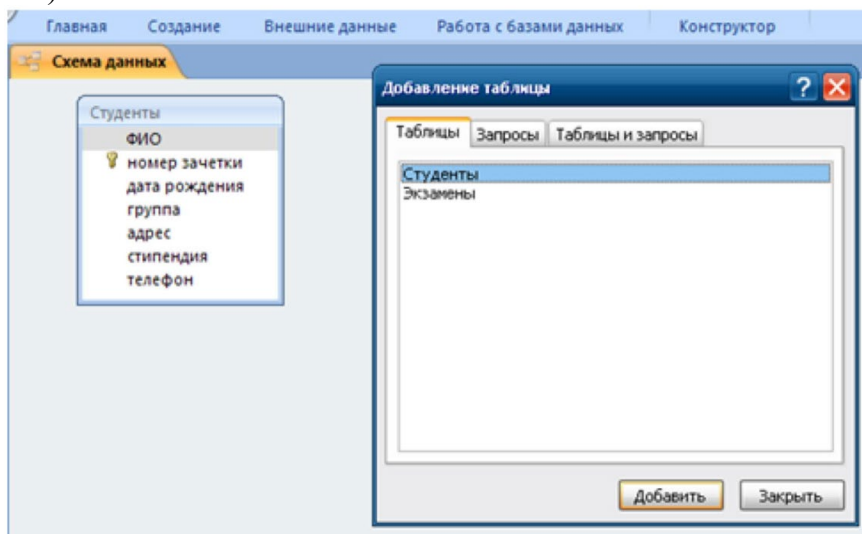 )
Главная Создание Внешние данные Работа с базами данных Конструктор
Схема данных
Студенты
ФИО
номер зачетки
дата рождения
группа
адрес
стипендия
телефон
Добавление таблицы ?
Таблицы Запросы Таблицы и запросы
Студенты
Экзамены
Добавить Закрыть